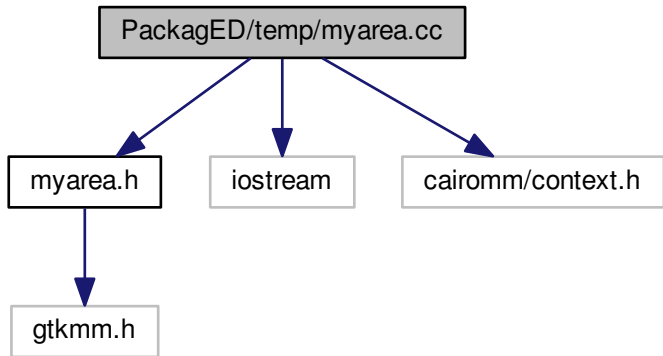 PackagED/temp/myarea.cc
myarea.h
iostream
cairomm/context.h
gtkmm.h